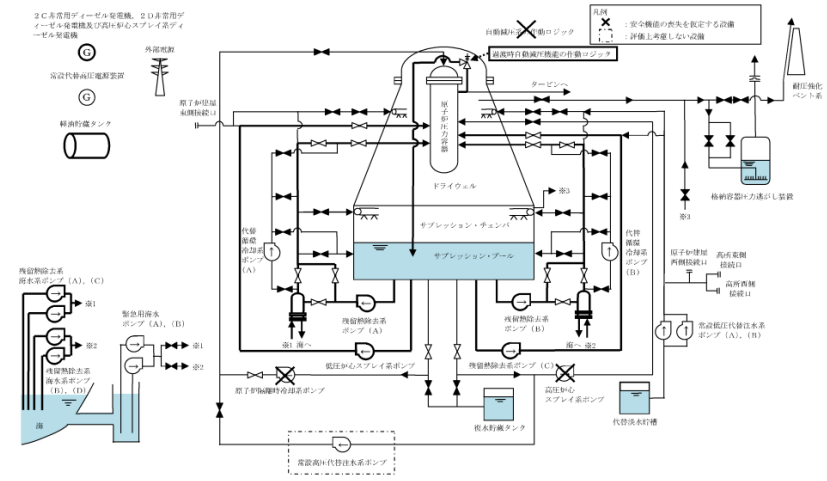 2C非常用ディーゼル発電機，2D非常用デ
ィーゼル発電機及び高圧炉心スプレイ系ディ
ーゼル発電機
G
外部電源
常設代替高圧電源装置
G
軽油貯蔵タンク
凡例
：安全機能の喪失を仮定する設備
：評価上考慮しない設備
自動減圧系の作動ロジック
過渡時自動減圧機能の作動ロジック
タービンへ
耐圧強化
ベント系
原子炉建屋
東側接続口
原子炉圧力容器
ドライウェル
※3
サプレッション・チェンバ
サプレッション・プール
格納容器圧力逃がし装置
※3
代替
循環
冷却系
ポンプ
（A）
代替
循環
冷却系
ポンプ
（B）
原子炉建屋
西側接続口
高所東側
接続口
高所西側
接続口
残留熱除去系
海水系ポンプ（A），（C）
※1
※2
残留熱除去系
海水系ポンプ
（B），（D）
海
緊急用海水
ポンプ（A），（B）
※1
※2
残留熱除去系
ポンプ（A）
残留熱除去系
ポンプ（B）
※1 海へ
海へ ※2
低圧炉心スプレイ系ポンプ
残留熱除去系ポンプ（C）
常設低圧代替注水系
ポンプ（A），（B）
原子炉隔離時冷却系ポンプ
高圧炉心
スプレイ系ポンプ
復水貯蔵タンク
代替淡水貯槽
常設高圧代替注水系ポンプ